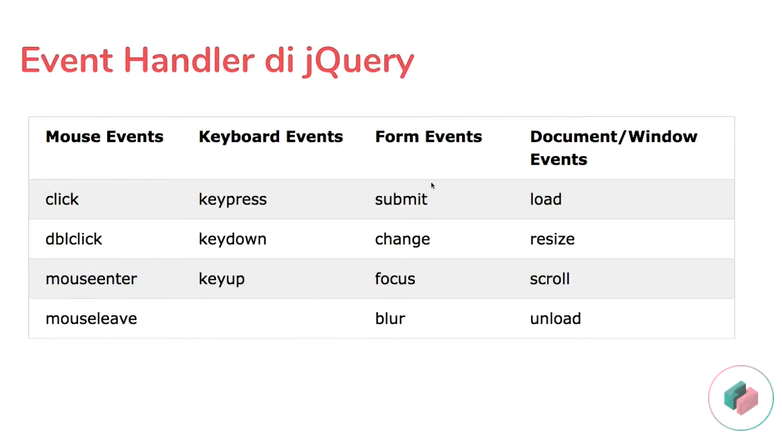 Event Handler di jQuery
Mouse Events Keyboard Events Form Events Document/Window Events
click keypress submit load
dblclick keydown change resize
mouseenter keyup focus scroll
mouseleave blur unload